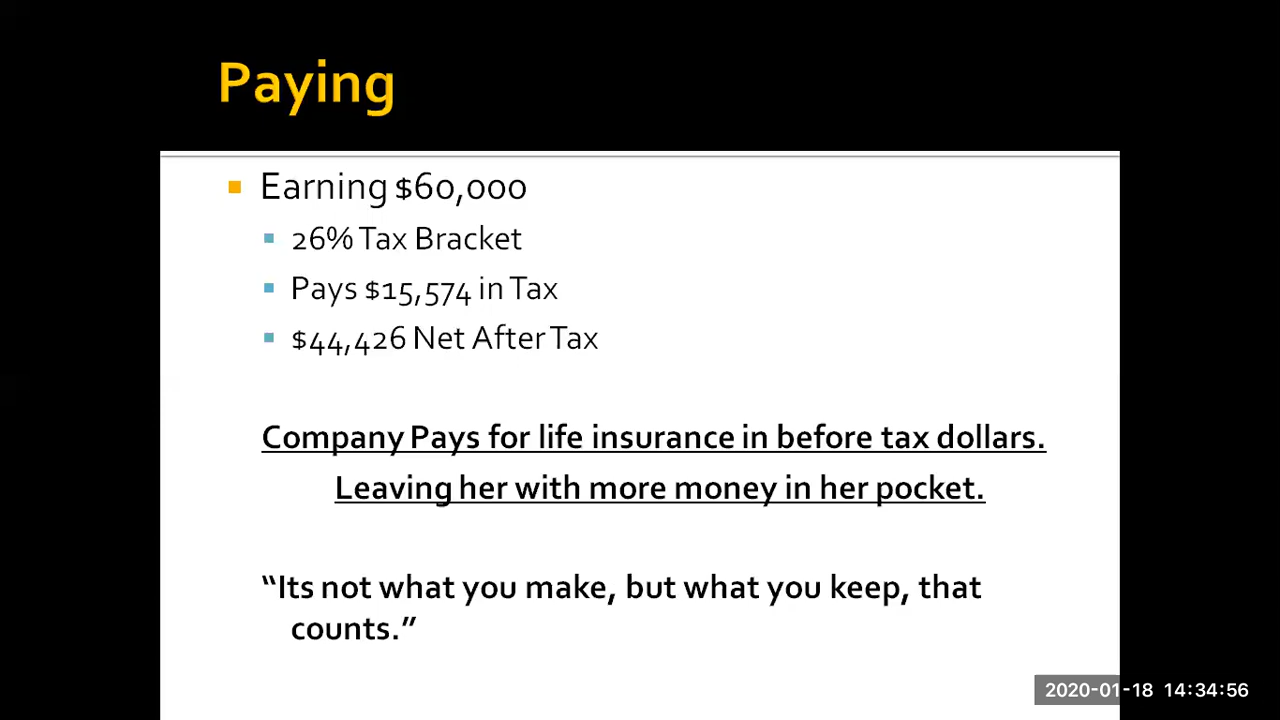 Paying
Earning $60,000
26% Tax Bracket
Pays $15,574 in Tax
$44,426 Net After Tax
Company Pays for life insurance in before tax dollars.
Leaving her with more money in her pocket.
“Its not what you make, but what you keep, that
counts.”
2020-01-18 14:34:56